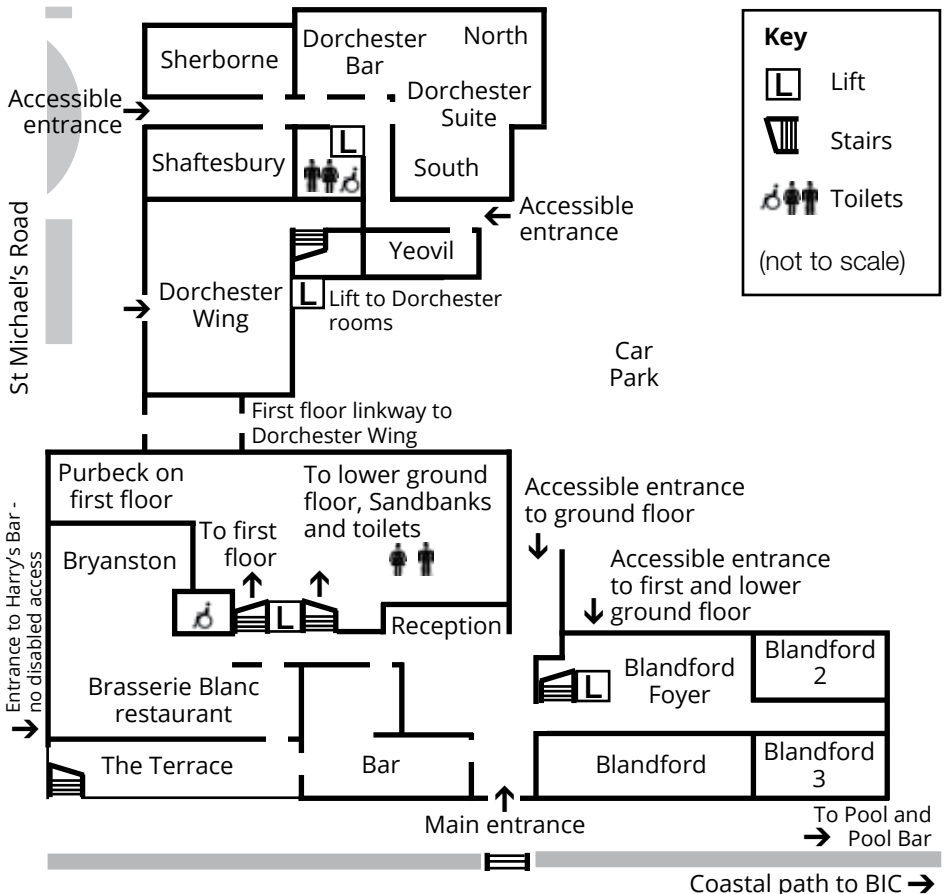 Sherborne
Dorchester
Bar
North
Dorchester
Suite
South
Key
L
Lift
Stairs
Toilets
(not to scale)
Accessible
entrance
Shaftesbury
L
Accessible
entrance
Yeovil
St Michael's Road
Dorchester
Wing
L
Lift to Dorchester
rooms
Car
Park
First floor linkway to
Dorchester Wing
Purbeck on
first floor
To lower ground
floor, Sandbanks
and toilets
To first
floor
Bryanston
Accessible entrance
to ground floor
Accessible entrance
to first and lower
ground floor
Entrance to Harry's Bar -
no disabled access
L
Reception
Blandford
Foyer
L
Blandford
2
Brasserie Blanc
restaurant
The Terrace
Bar
Blandford
Blandford
3
Main entrance
To Pool and
Pool Bar
Coastal path to BIC